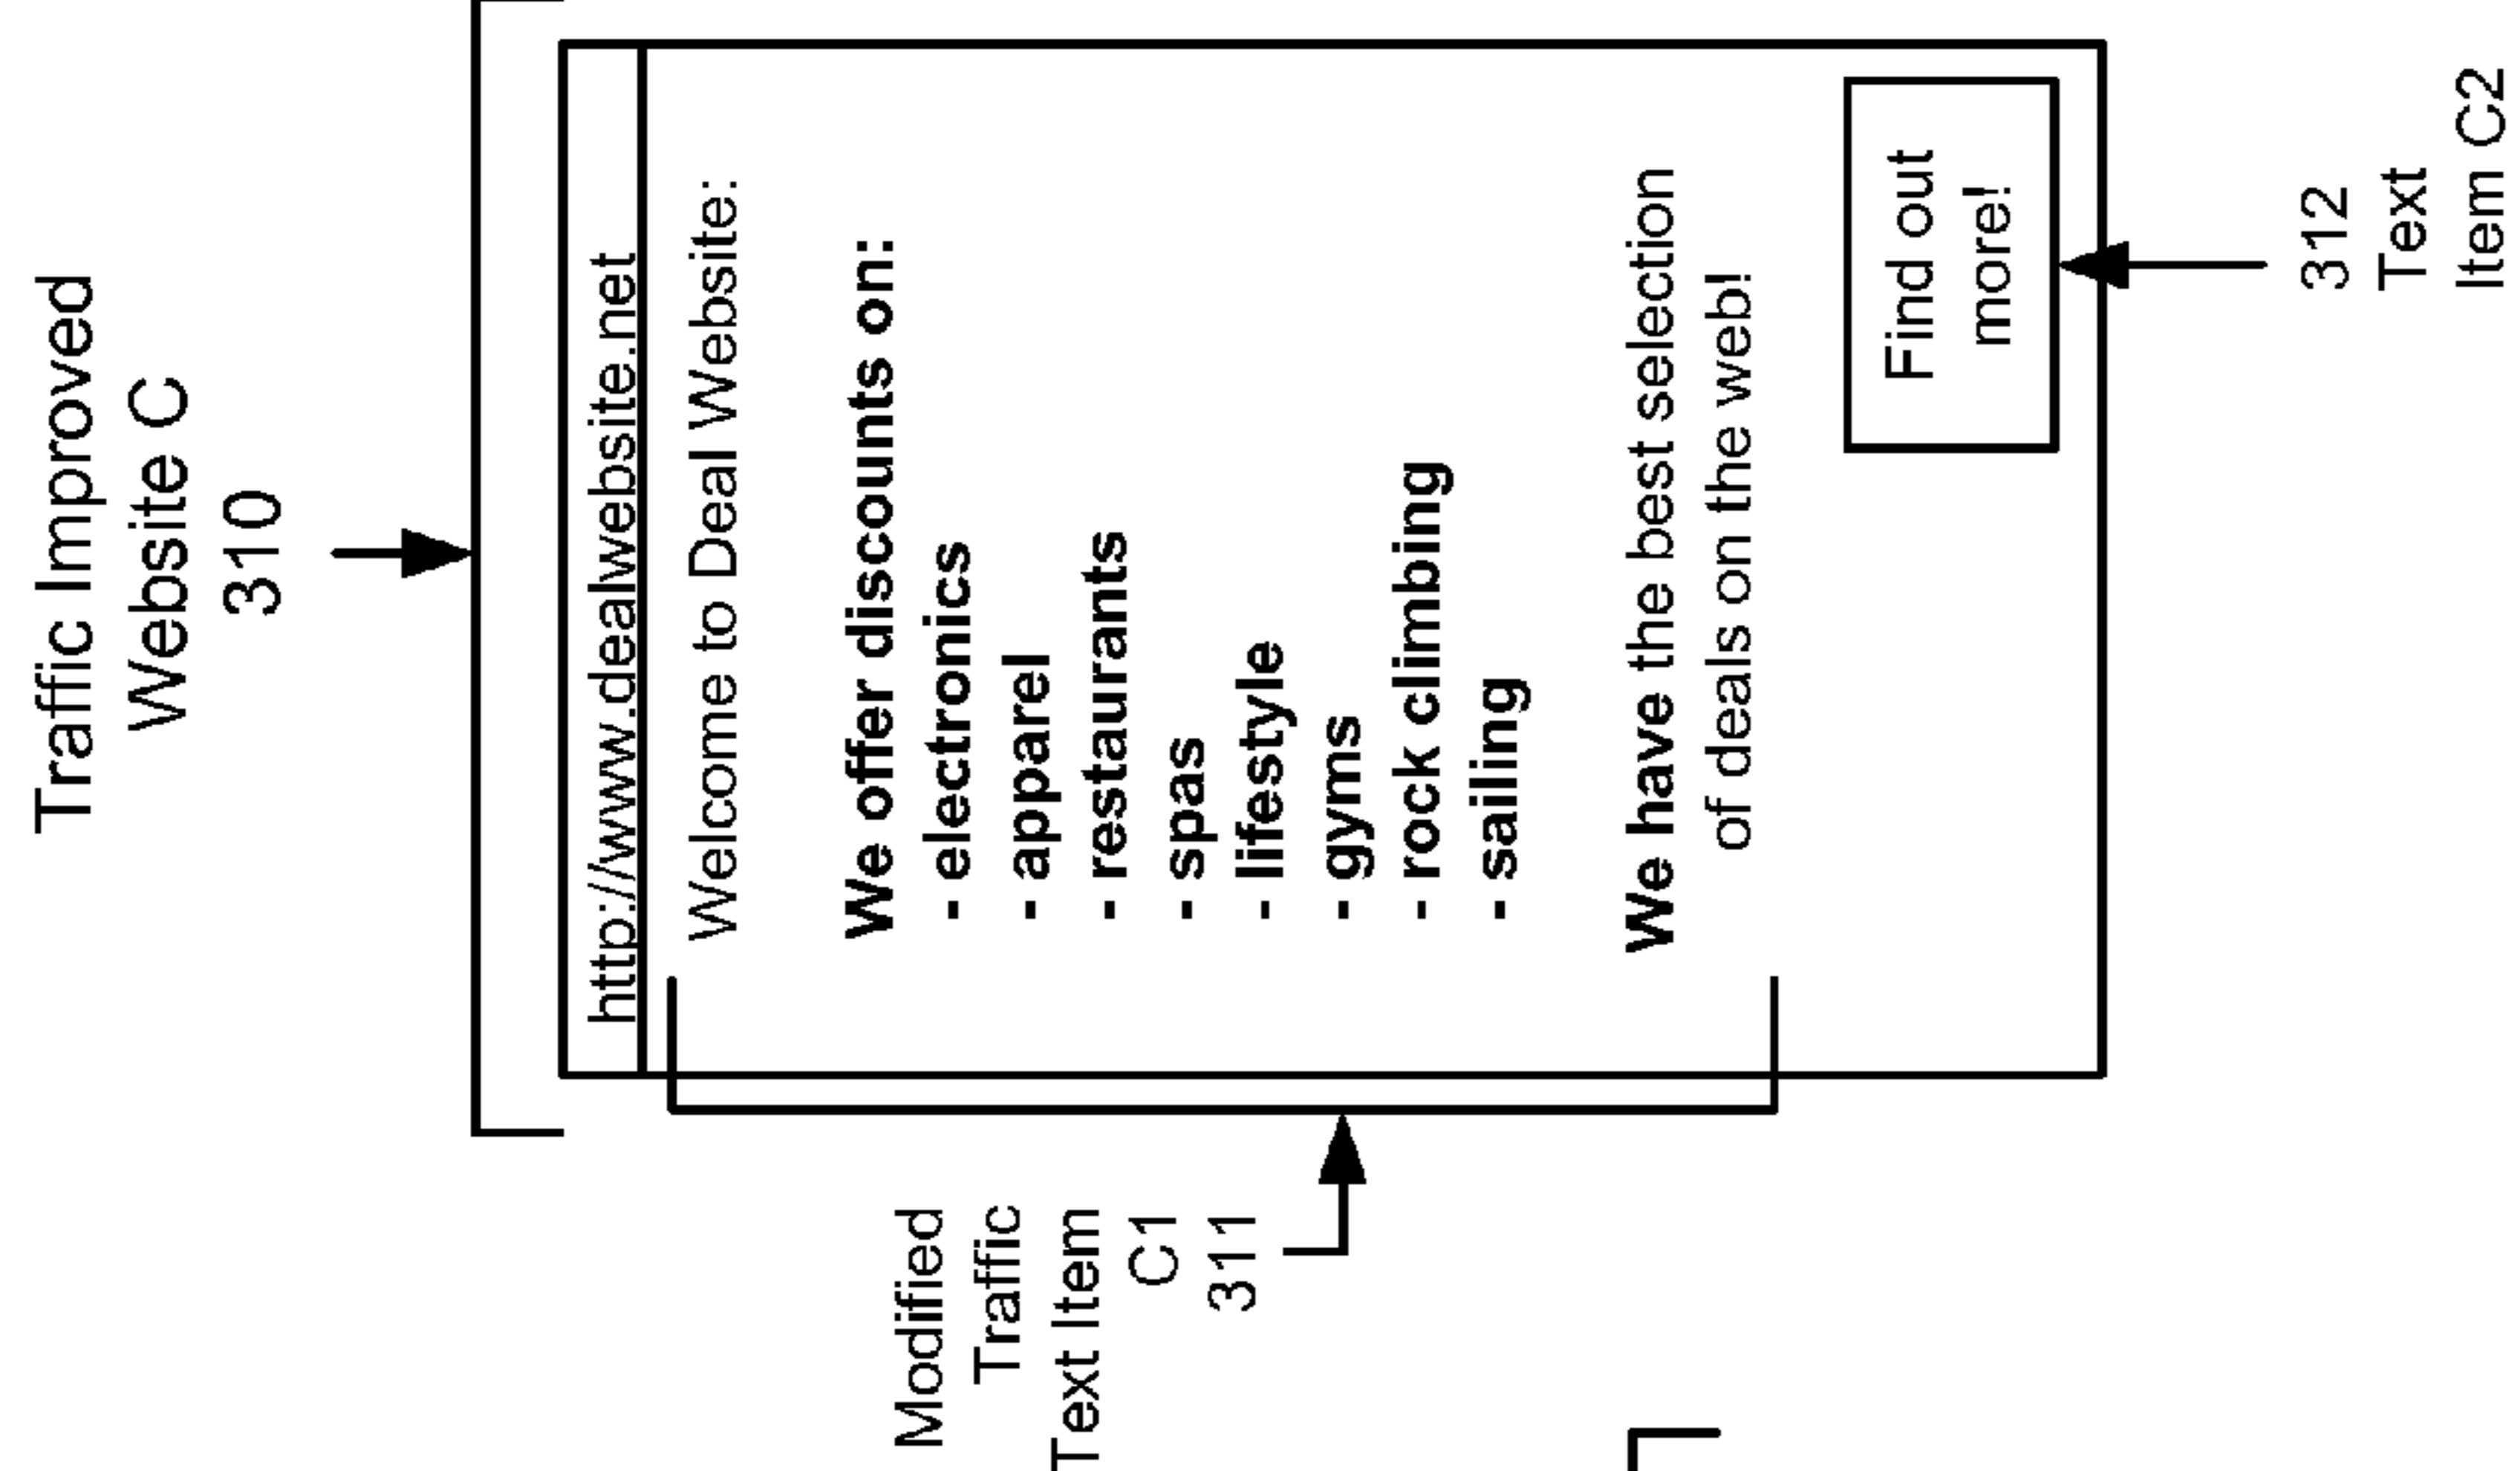 Traffic Improved
Website C
310
http://www.dealwebsite.net
Welcome to Deal Website:
We offer discounts on:
- electronics
- apparel
- restaurants
- spas
- lifestyle
- gyms
- rock climbing
- sailing
We have the best selection
of deals on the web!
Find out
more!
Modified
Traffic
Text Item
C1
311
312
Text
Item C2